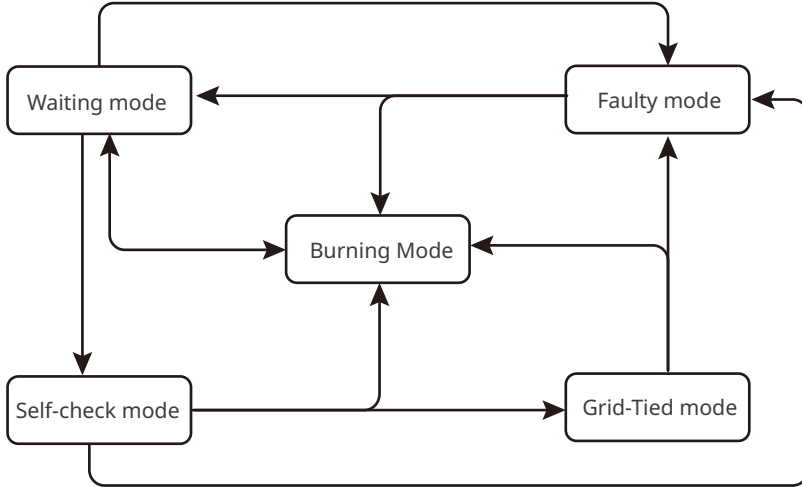 Waiting mode
Faulty mode
Burning Mode
Self-check mode
Grid-Tied mode